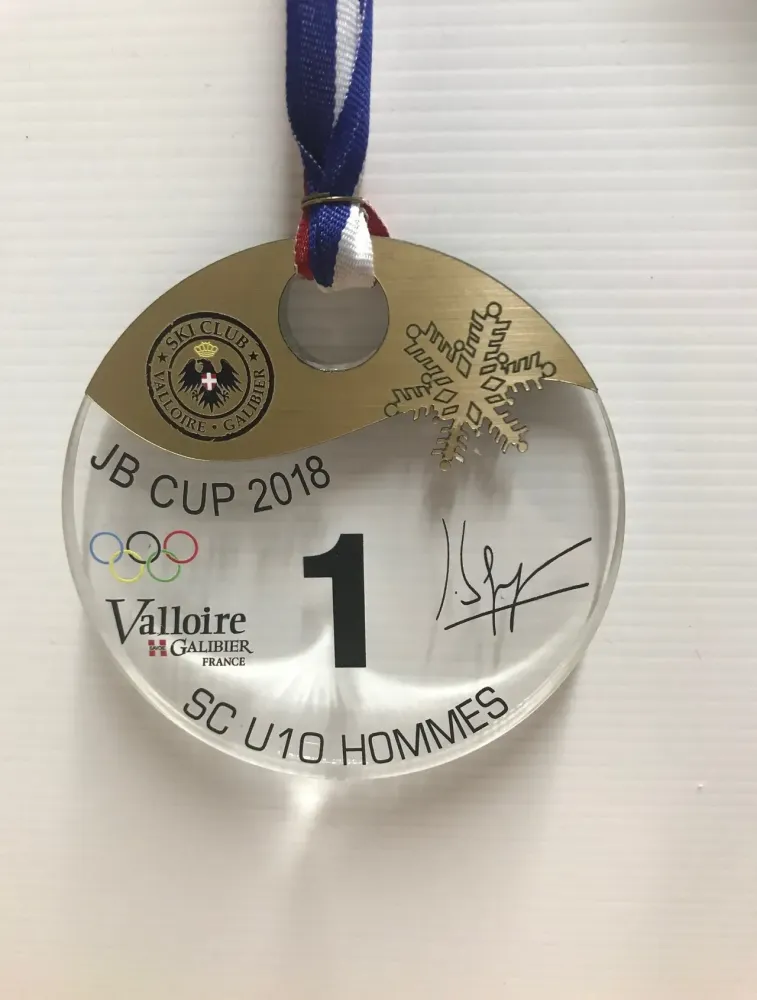 SKI CLUB
VALLOIRE • GALIBIER
JB CUP 2018
1
Valloire
GALIBIER
FRANCE
SC U10 HOMMES